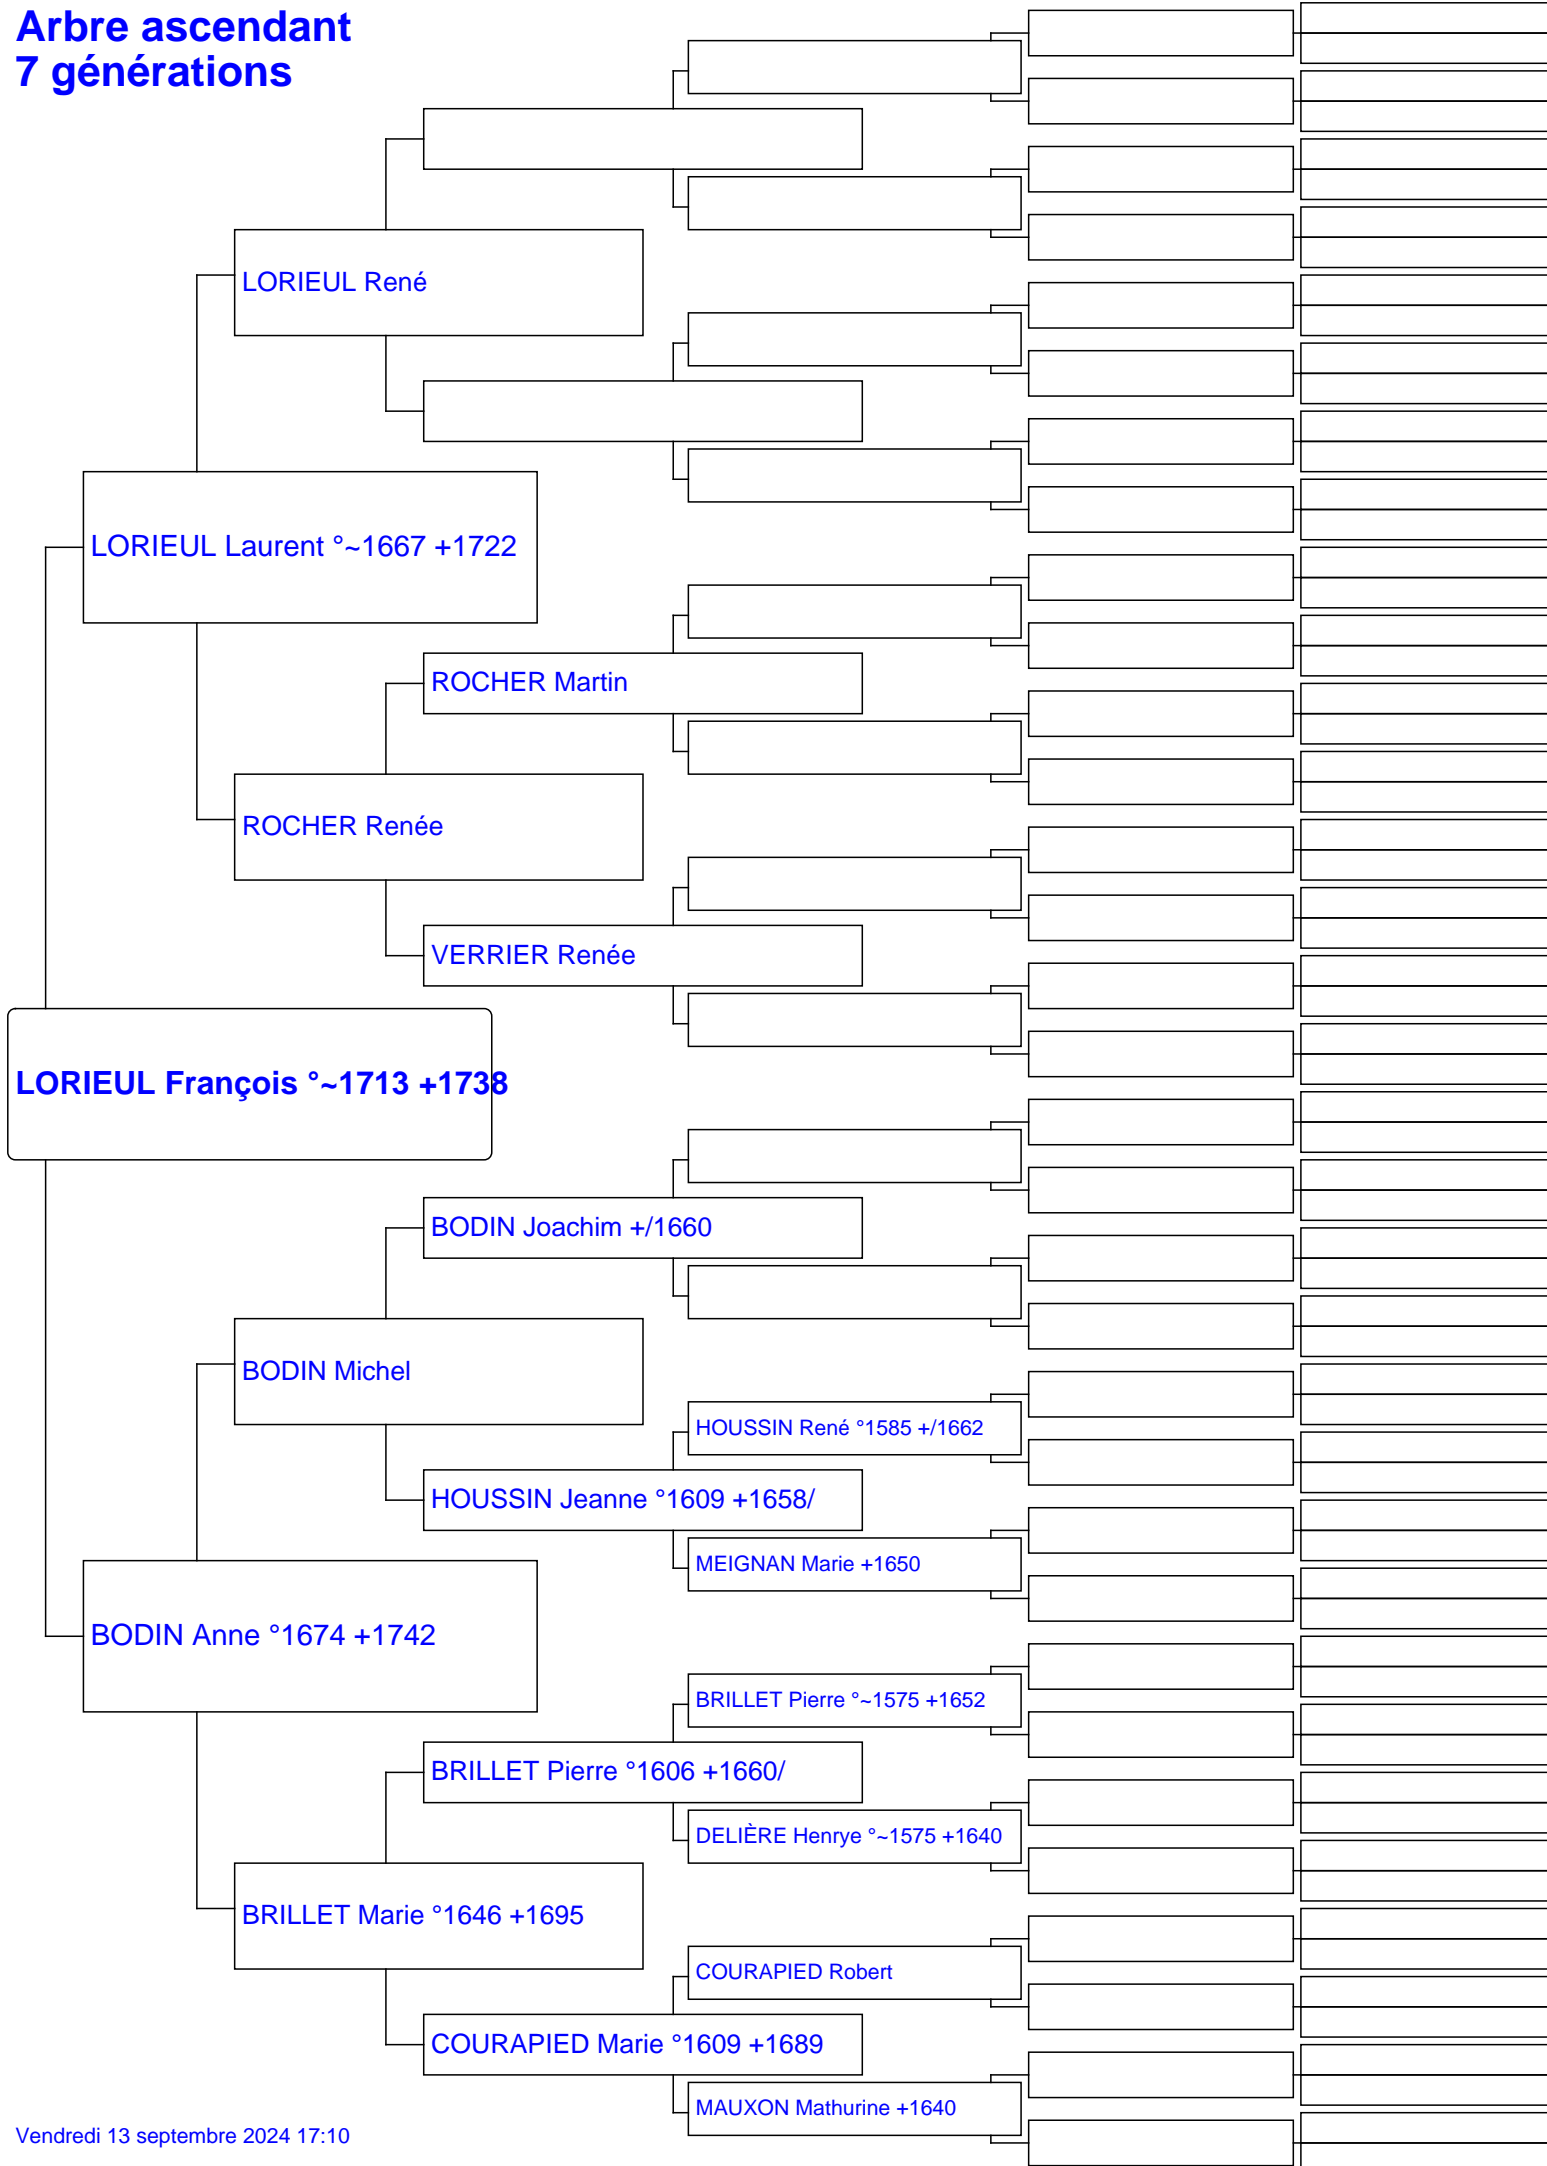 Arbre ascendant
7 générations
LORIEUL René
LORIEUL Laurent °~1667 +1722
ROCHER Martin
ROCHER Renée
VERRIER Renée
LORIEUL François °~1713 +1738
BODIN Joachim +/1660
BODIN Michel
HOUSSIN René °1585 +/1662
HOUSSIN Jeanne °1609 +1658/
MEIGNAN Marie +1650
BODIN Anne °1674 +1742
BRILLET Pierre °~1575 +1652
BRILLET Pierre °1606 +1660/
DELIÈRE Henrye °~1575 +1640
BRILLET Marie °1646 +1695
COURAPIED Robert
COURAPIED Marie °1609 +1689
MAUXON Mathurine +1640
Vendredi 13 septembre 2024 17:10